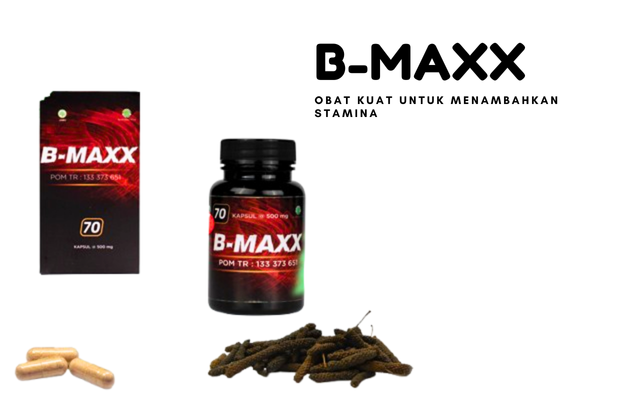 B-MAXX
OBAT KUAT UNTUK MENAMBAHKAN
STAMINA
B-MAXX
POM TR : 133 373 651
70
KAPSUL @ 500 mg
70 KAPSUL @ 500 mg
B-MAXX
POM TR : 133 373 651